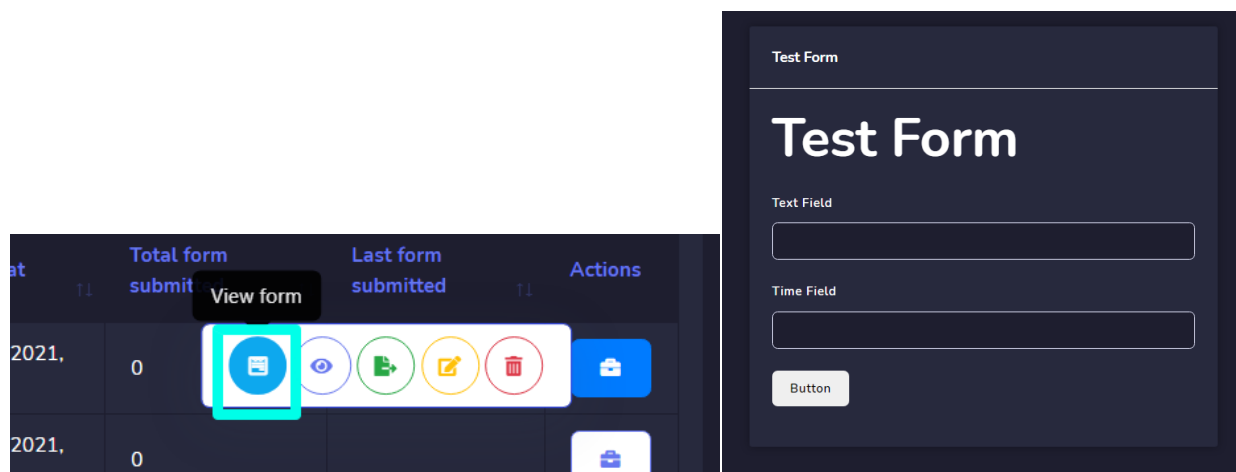 at
Total form
submitted
Last form
submitted
Actions
View form
2021,
0
2021,
0
Test Form
Test Form
Text Field
Time Field
Button